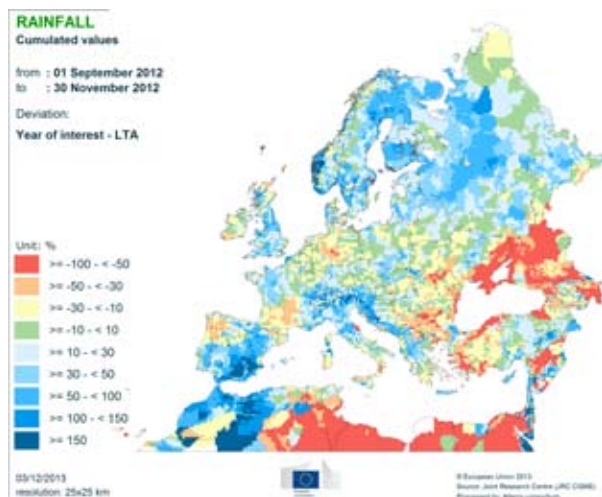 RAINFALL
Cumulated values
from : 01 September 2012
to : 30 November 2012
Deviation:
Year of interest - LTA
Unit: %
>= -100 - < -50
>= -50 - < -30
>= -30 - < -10
>= -10 - < 10
>= 10 - < 30
>= 30 - < 50
>= 50 - < 100
>= 100 - < 150
>= 150
03/12/2013
resolution: 25x25 km
© European Union 2013
Source: Joint Research Centre (JRC CGMS)